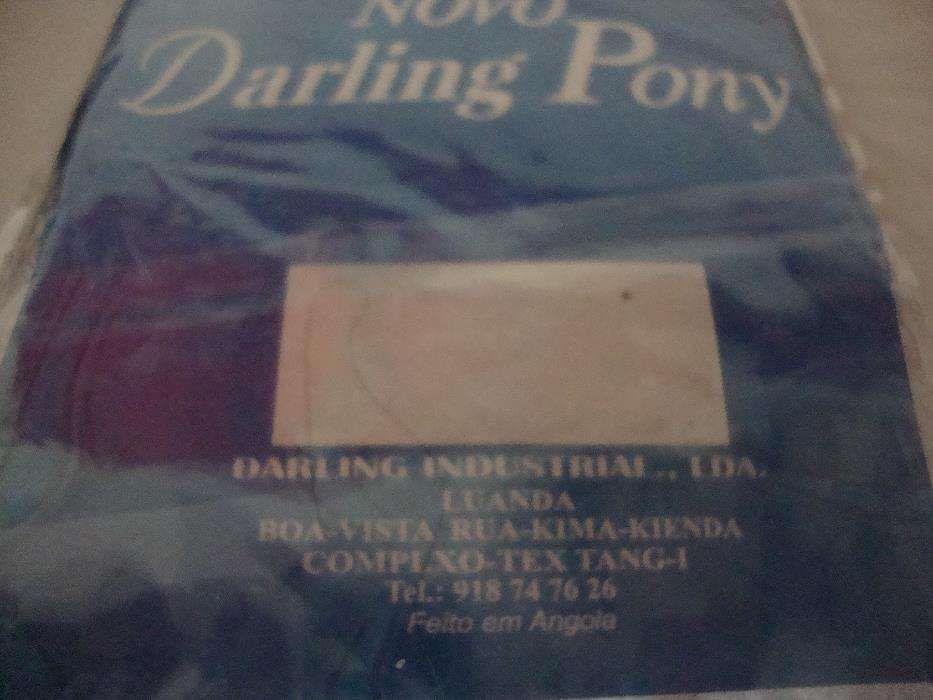 NOVO
Darling Pony
DARLING INDUSTRIAL., LDA.
LUANDA
BOA-VISTA RUA-KIMA-KIENDA
COMPLEXO-TEX TANG-I
TeL.: 918 74 76 26
Feito em Angola